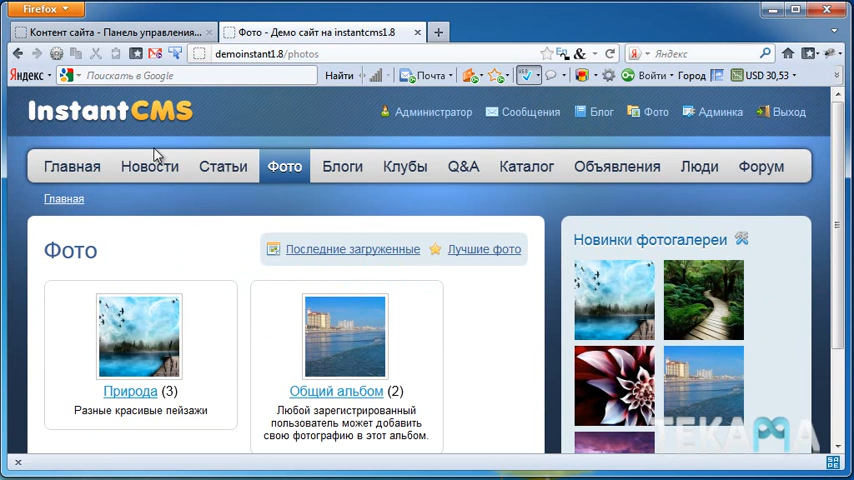 Firefox
Контент сайта - Панель управления...
Фото - Демо сайт на instantcms1.8
demoinstant1.8/photos
Яндекс
Яндекс
Поискать в Google
Найти
Почта
Войти
Город
USD 30,53
InstantCMS
Администратор
Сообщения
Блог
Фото
Админка
Выход
Главная
Новости
Статьи
Фото
Блоги
Клубы
Q&A
Каталог
Объявления
Люди
Форум
Главная
Фото
Последние загруженные
Лучшие фото
Новинки фотогалереи
Природа (3)
Разные красивые пейзажи
Общий альбом (2)
Любой зарегистрированный
пользователь может добавить
свою фотографию в этот альбом.
TEKAMA